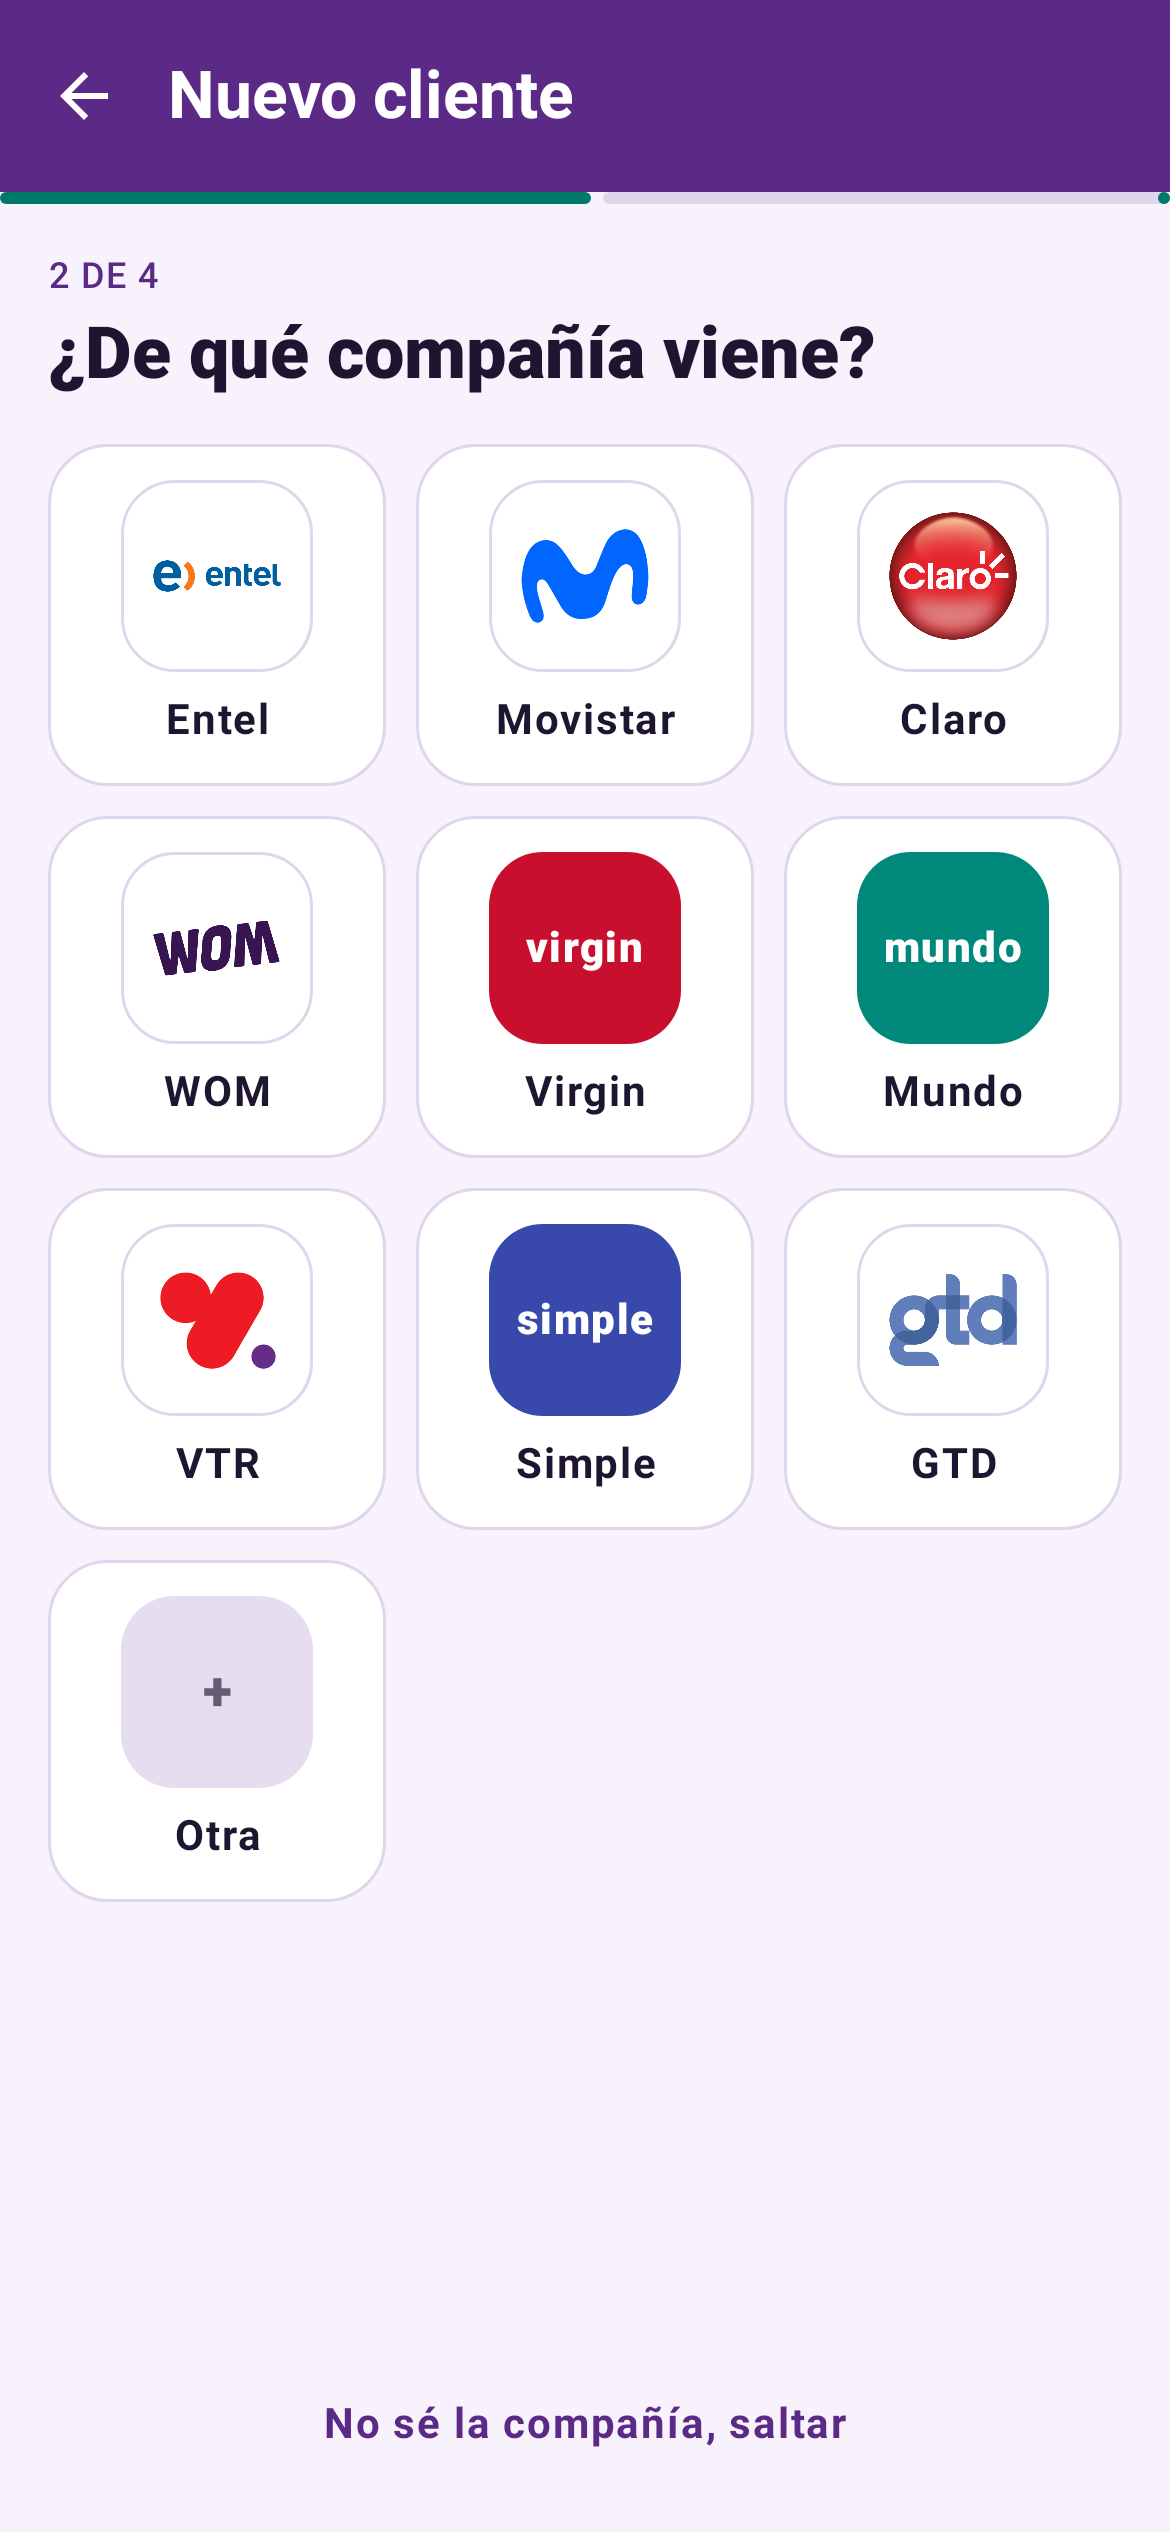 Nuevo cliente
2 DE 4
¿De qué compañía viene?
e) entel
Entel
Movistar
Claro
Claro
WOM
WOM
virgin
Virgin
mundo
Mundo
VTR
simple
Simple
gtd
GTD
+
Otra
No sé la compañía, saltar